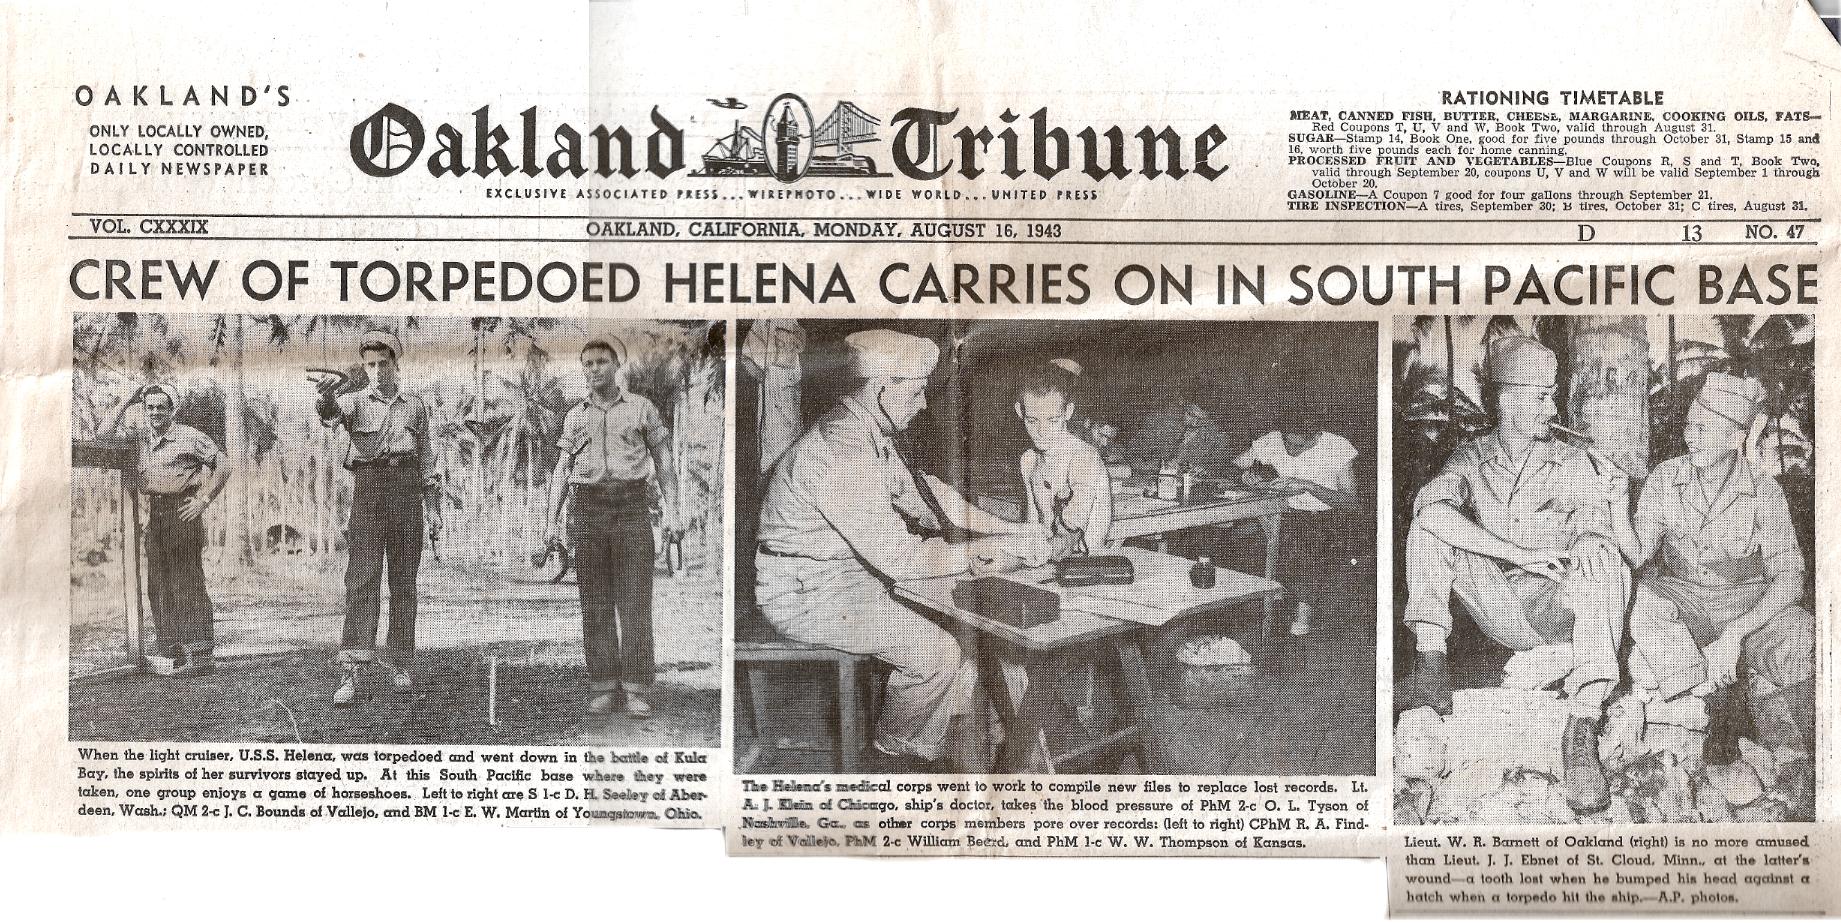 OAKLAND'S
ONLY LOCALLY OWNED,
LOCALLY CONTROLLED
DAILY NEWSPAPER
Oakland Tribune
EXCLUSIVE ASSOCIATED PRESS...WIREPHOTO...WIDE WORLD...UNITED PRESS
RATIONING TIMETABLE
MEAT, CANNED FISH, BUTTER, CHEESE, MARGARINE, COOKING OILS, FATS—
Red Coupons T, U, V and W, Book Two, valid through August 31.
SUGAR—Stamp 14, Book One, good for five pounds through October 31, Stamp 15 and
16, worth five pounds each for home canning.
PROCESSED FRUIT AND VEGETABLES—Blue Coupons R, S and T, Book Two,
valid through September 20, coupons U, V and W will be valid September 1 through
October 20.
GASOLINE—A Coupon 7 good for four gallons through September 21.
TIRE INSPECTION—A tires, September 30; B tires, October 31; C tires, August 31.
VOL. CXXXIX OAKLAND, CALIFORNIA, MONDAY, AUGUST 16, 1943 D 13 NO. 47
CREW OF TORPEDOED HELENA CARRIES ON IN SOUTH PACIFIC BASE
When the light cruiser, U.S.S. Helena, was torpedoed and went down in the battle of Kula
Bay, the spirits of her survivors stayed up. At this South Pacific base where they were
taken, one group enjoys a game of horseshoes. Left to right are S 1-c D. H. Seeley of Aber-
deen, Wash.; QM 2-c J. C. Bounds of Vallejo, and BM 1-c E. W. Martin of Youngstown, Ohio.
The Helena's medical corps went to work to compile new files to replace lost records. Lt.
A. J. Klein of Chicago, ship's doctor, takes the blood pressure of PhM 2-c O. L. Tyson of
Nashville, Ga., as other corps members pore over records: (left to right) CPhM R. A. Find-
ley of Vallejo, PhM 2-c William Beerd, and PhM 1-c W. W. Thompson of Kansas.
Lieut. W. R. Barnett of Oakland (right) is no more amused
than Lieut. J. J. Ebnet of St. Cloud, Minn., at the latter's
wound—a tooth lost when he bumped his head against a
hatch when a torpedo hit the ship.—A.P. photos.